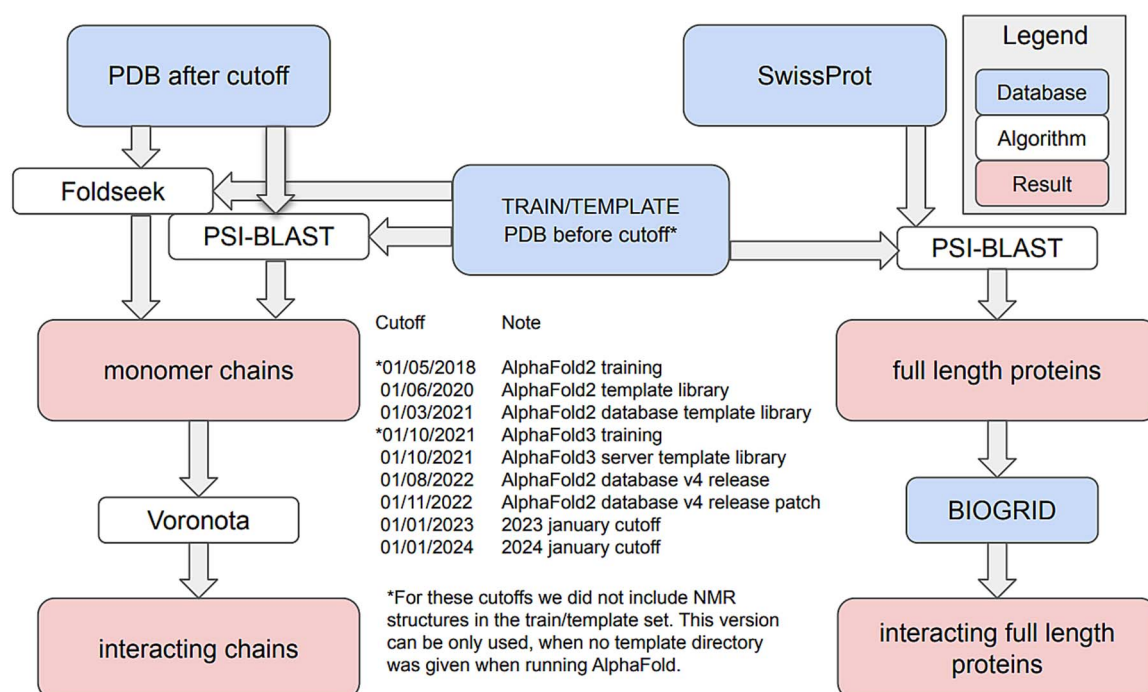 PDB after cutoff
SwissProt
Legend
Database
Algorithm
Result
Foldseek
PSI-BLAST
TRAIN/TEMPLATE
PDB before cutoff*
PSI-BLAST
monomer chains
full length proteins
Cutoff Note
*01/05/2018 AlphaFold2 training
01/06/2020 AlphaFold2 template library
01/03/2021 AlphaFold2 database template library
*01/10/2021 AlphaFold3 training
01/10/2021 AlphaFold3 server template library
01/08/2022 AlphaFold2 database v4 release
01/11/2022 AlphaFold2 database v4 release patch
01/01/2023 2023 january cutoff
01/01/2024 2024 january cutoff
Voronota
BIOGRID
*For these cutoffs we did not include NMR
structures in the train/template set. This version
can be only used, when no template directory
was given when running AlphaFold.
interacting chains
interacting full length
proteins